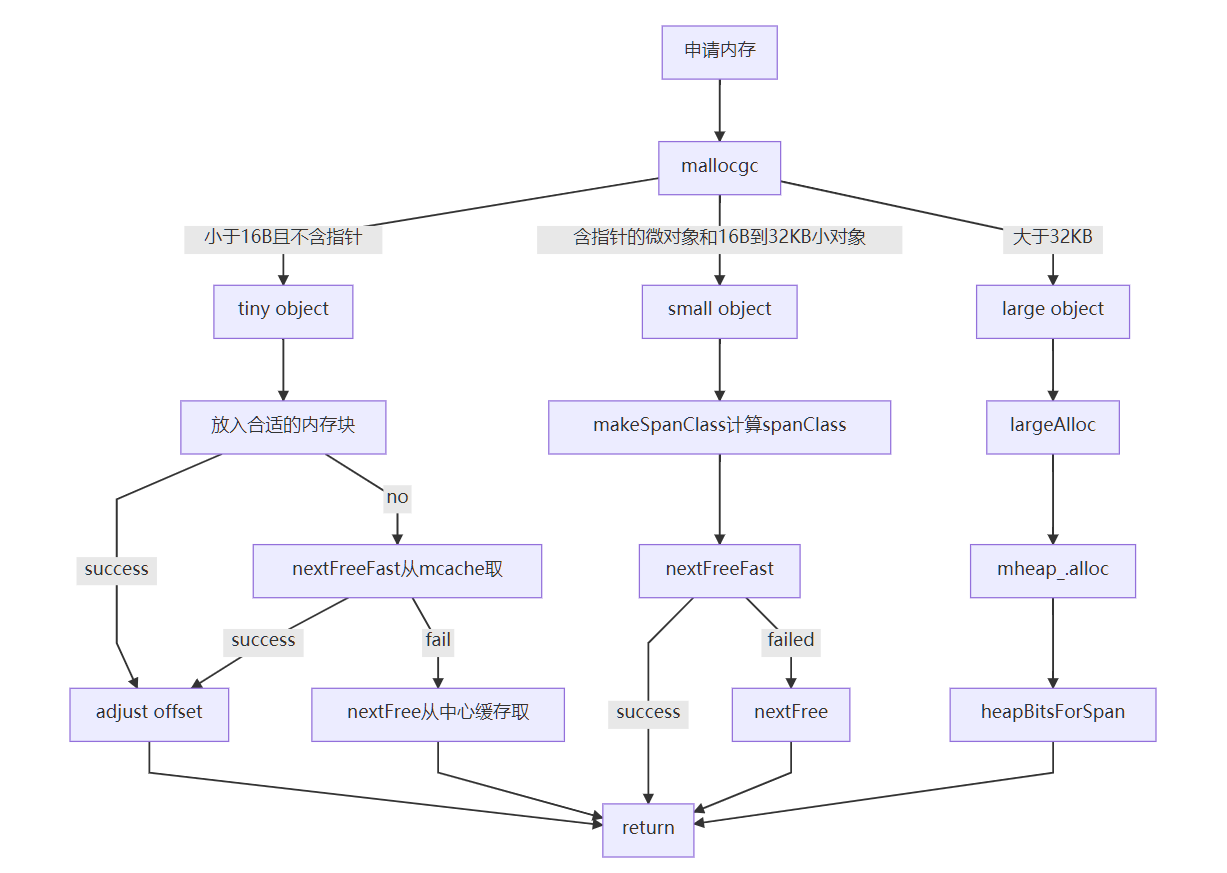 申请内存
mallocgc
小于16B且不含指针
含指针的微对象和16B到32KB小对象
大于32KB
tiny object
small object
large object
放入合适的内存块
makeSpanClass计算spanClass
largeAlloc
no
success
nextFreeFast从mcache取
nextFreeFast
mheap_.alloc
success
fail
failed
adjust offset
nextFree从中心缓存取
success
nextFree
heapBitsForSpan
return